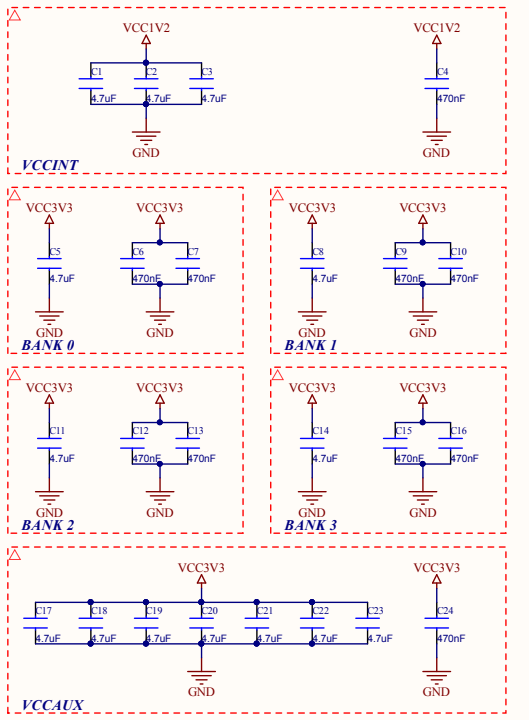 VCC1V2 VCC1V2
C1 C2 C3 C4
4.7uF 4.7uF 4.7uF 470nF
GND GND
VCCINT
VCC3V3 VCC3V3 VCC3V3 VCC3V3
C5 C6 C7 C8 C9 C10
4.7uF 470nF 470nF 4.7uF 470nF 470nF
GND GND GND GND
BANK 0 BANK 1
VCC3V3 VCC3V3 VCC3V3 VCC3V3
C11 C12 C13 C14 C15 C16
4.7uF 470nF 470nF 4.7uF 470nF 470nF
GND GND GND GND
BANK 2 BANK 3
VCC3V3 VCC3V3
C17 C18 C19 C20 C21 C22 C23 C24
4.7uF 4.7uF 4.7uF 4.7uF 4.7uF 4.7uF 4.7uF 470nF
GND GND
VCCAUX